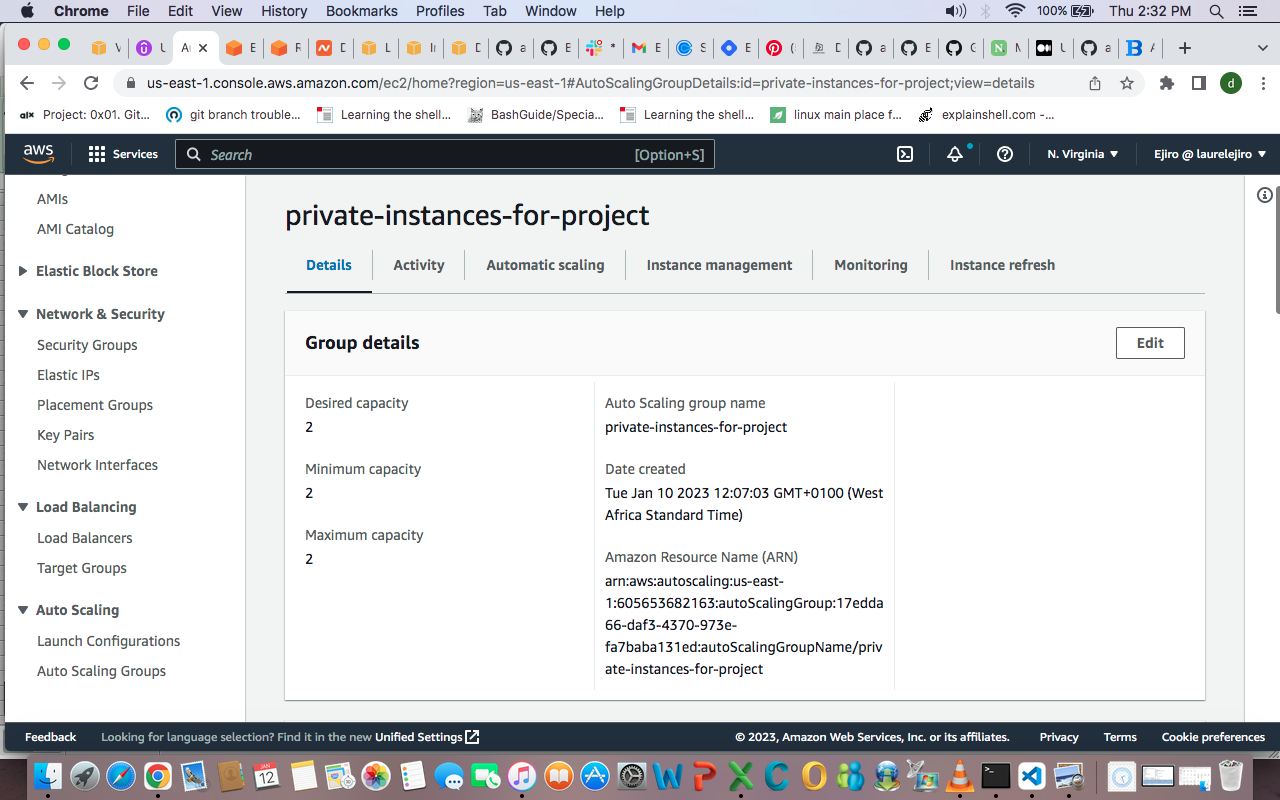 Chrome File Edit View History Bookmarks Profiles Tab Window Help 100% Thu 2:32 PM
us-east-1.console.aws.amazon.com/ec2/home?region=us-east-1#AutoScalingGroupDetails:id=private-instances-for-project;view=details d
Project: 0x01. Git... git branch trouble... Learning the shell... BashGuide/Specia... Learning the shell... linux main place f... explainshell.com -...
aws Services Search [Option+S] N. Virginia Ejiro @ laurelejiro
AMIs
AMI Catalog
Elastic Block Store
Network & Security
Security Groups
Elastic IPs
Placement Groups
Key Pairs
Network Interfaces
Load Balancing
Load Balancers
Target Groups
Auto Scaling
Launch Configurations
Auto Scaling Groups
private-instances-for-project
Details Activity Automatic scaling Instance management Monitoring Instance refresh
Group details Edit
Desired capacity
2
Minimum capacity
2
Maximum capacity
2
Auto Scaling group name
private-instances-for-project
Date created
Tue Jan 10 2023 12:07:03 GMT+0100 (West
Africa Standard Time)
Amazon Resource Name (ARN)
arn:aws:autoscaling:us-east-
1:605653682163:autoScalingGroup:17edda
66-daf3-4370-973e-
fa7baba131ed:autoScalingGroupName/priv
ate-instances-for-project
Feedback Looking for language selection? Find it in the new Unified Settings © 2023, Amazon Web Services, Inc. or its affiliates. Privacy Terms Cookie preferences
JAN
12